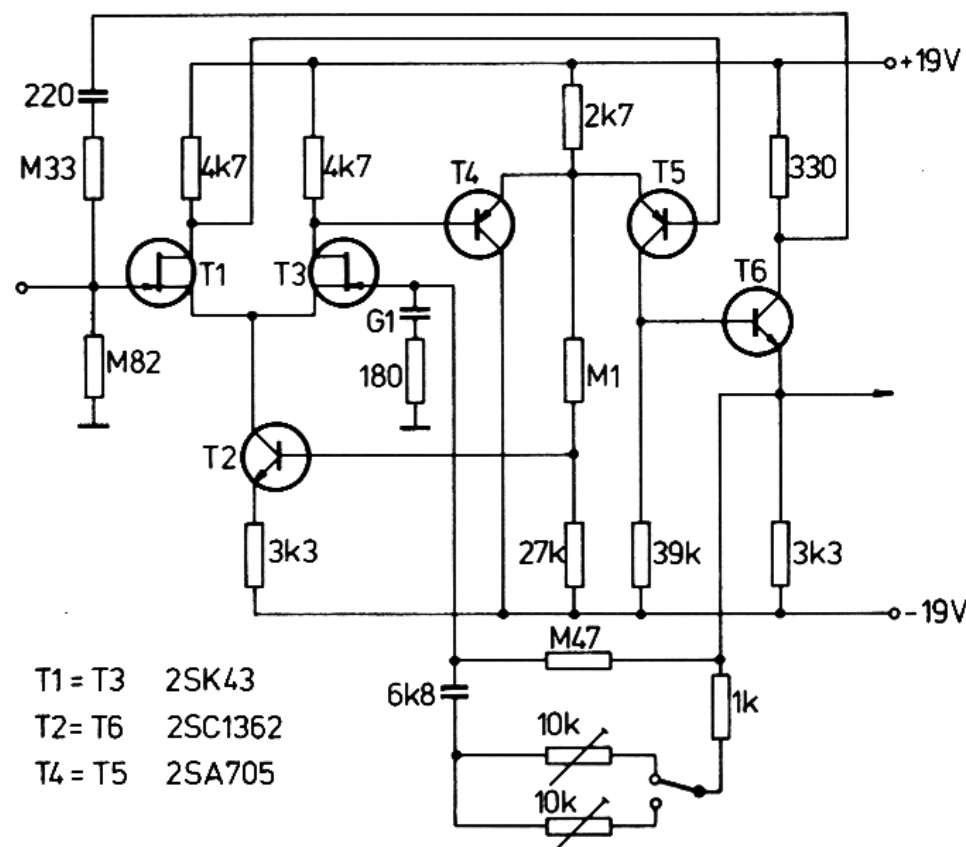 +19V
220
2k7
M33
4k7
4k7
330
T4
T5
T1
T3
T6
G1
M82
180
M1
T2
3k3
27k
39k
3k3
-19V
M47
T1 = T3 2SK43
6k8
1k
T2 = T6 2SC1362
10k
T4 = T5 2SA705
10k